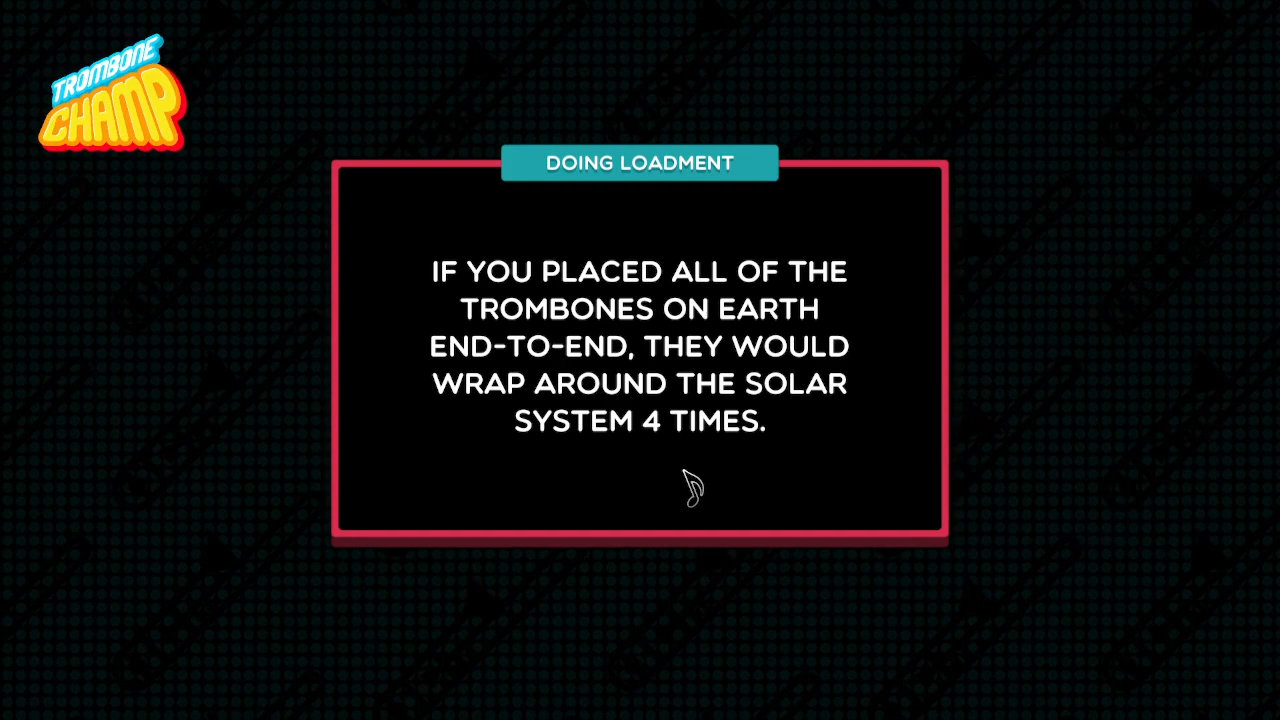 TROMBONE
CHAMP
DOING LOADMENT
IF YOU PLACED ALL OF THE
TROMBONES ON EARTH
END-TO-END, THEY WOULD
WRAP AROUND THE SOLAR
SYSTEM 4 TIMES.